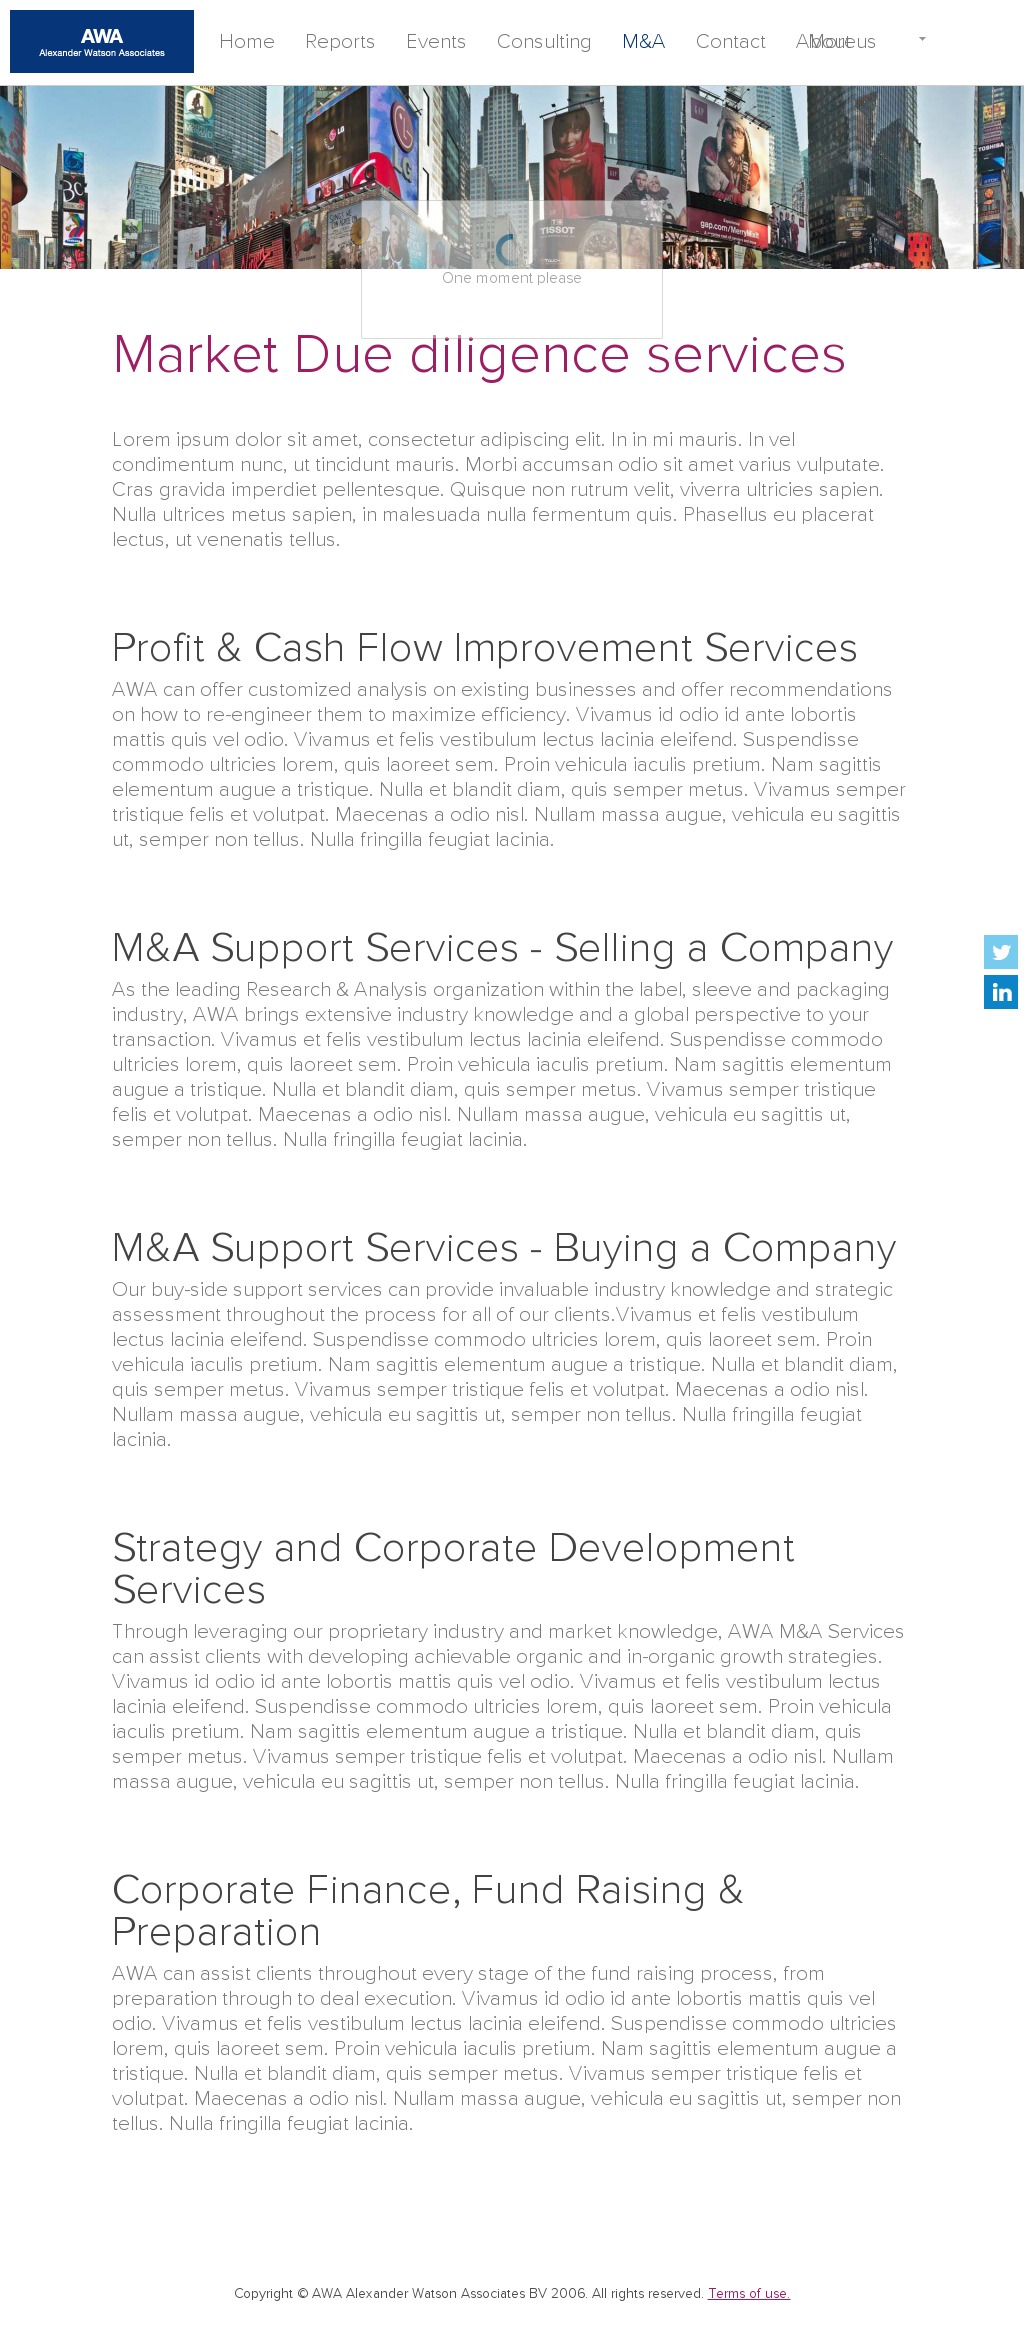 AWA
Alexander Watson Associates
Home Reports Events Consulting M&A Contact About us More
LG
LG
TOSHIBA
GAP
gap.com/MerryMixIt
TISSOT
TOUCH
One moment please
Market Due diligence services
Lorem ipsum dolor sit amet, consectetur adipiscing elit. In in mi mauris. In vel
condimentum nunc, ut tincidunt mauris. Morbi accumsan odio sit amet varius vulputate.
Cras gravida imperdiet pellentesque. Quisque non rutrum velit, viverra ultricies sapien.
Nulla ultrices metus sapien, in malesuada nulla fermentum quis. Phasellus eu placerat
lectus, ut venenatis tellus.
Profit & Cash Flow Improvement Services
AWA can offer customized analysis on existing businesses and offer recommendations
on how to re-engineer them to maximize efficiency. Vivamus id odio id ante lobortis
mattis quis vel odio. Vivamus et felis vestibulum lectus lacinia eleifend. Suspendisse
commodo ultricies lorem, quis laoreet sem. Proin vehicula iaculis pretium. Nam sagittis
elementum augue a tristique. Nulla et blandit diam, quis semper metus. Vivamus semper
tristique felis et volutpat. Maecenas a odio nisl. Nullam massa augue, vehicula eu sagittis
ut, semper non tellus. Nulla fringilla feugiat lacinia.
M&A Support Services - Selling a Company
As the leading Research & Analysis organization within the label, sleeve and packaging
industry, AWA brings extensive industry knowledge and a global perspective to your
transaction. Vivamus et felis vestibulum lectus lacinia eleifend. Suspendisse commodo
ultricies lorem, quis laoreet sem. Proin vehicula iaculis pretium. Nam sagittis elementum
augue a tristique. Nulla et blandit diam, quis semper metus. Vivamus semper tristique
felis et volutpat. Maecenas a odio nisl. Nullam massa augue, vehicula eu sagittis ut,
semper non tellus. Nulla fringilla feugiat lacinia.
in
M&A Support Services - Buying a Company
Our buy-side support services can provide invaluable industry knowledge and strategic
assessment throughout the process for all of our clients.Vivamus et felis vestibulum
lectus lacinia eleifend. Suspendisse commodo ultricies lorem, quis laoreet sem. Proin
vehicula iaculis pretium. Nam sagittis elementum augue a tristique. Nulla et blandit diam,
quis semper metus. Vivamus semper tristique felis et volutpat. Maecenas a odio nisl.
Nullam massa augue, vehicula eu sagittis ut, semper non tellus. Nulla fringilla feugiat
lacinia.
Strategy and Corporate Development
Services
Through leveraging our proprietary industry and market knowledge, AWA M&A Services
can assist clients with developing achievable organic and in-organic growth strategies.
Vivamus id odio id ante lobortis mattis quis vel odio. Vivamus et felis vestibulum lectus
lacinia eleifend. Suspendisse commodo ultricies lorem, quis laoreet sem. Proin vehicula
iaculis pretium. Nam sagittis elementum augue a tristique. Nulla et blandit diam, quis
semper metus. Vivamus semper tristique felis et volutpat. Maecenas a odio nisl. Nullam
massa augue, vehicula eu sagittis ut, semper non tellus. Nulla fringilla feugiat lacinia.
Corporate Finance, Fund Raising &
Preparation
AWA can assist clients throughout every stage of the fund raising process, from
preparation through to deal execution. Vivamus id odio id ante lobortis mattis quis vel
odio. Vivamus et felis vestibulum lectus lacinia eleifend. Suspendisse commodo ultricies
lorem, quis laoreet sem. Proin vehicula iaculis pretium. Nam sagittis elementum augue a
tristique. Nulla et blandit diam, quis semper metus. Vivamus semper tristique felis et
volutpat. Maecenas a odio nisl. Nullam massa augue, vehicula eu sagittis ut, semper non
tellus. Nulla fringilla feugiat lacinia.
Copyright © AWA Alexander Watson Associates BV 2006. All rights reserved. Terms of use.